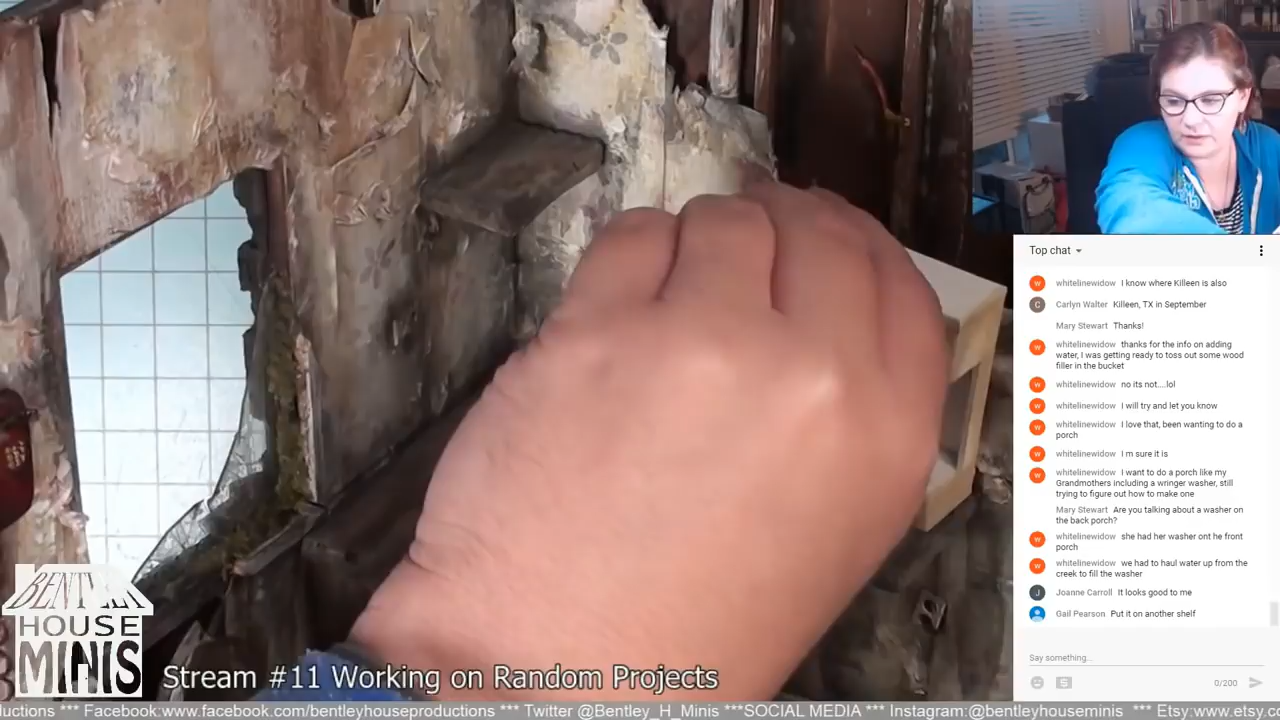 Top chat
whitelinewidow I know where Killeen is also
C Carlyn Walter Killeen, TX in September
Mary Stewart Thanks!
w whitelinewidow thanks for the info on adding
water, I was getting ready to toss out some wood
filler in the bucket
w whitelinewidow no its not....lol
w whitelinewidow I will try and let you know
w whitelinewidow I love that, been wanting to do a
porch
w whitelinewidow I m sure it is
w whitelinewidow I want to do a porch like my
Grandmothers including a wringer washer, still
trying to figure out how to make one
Mary Stewart Are you talking about a washer on
the back porch?
w whitelinewidow she had her washer ont he front
porch
w whitelinewidow we had to haul water up from the
creek to fill the washer
J Joanne Carroll It looks good to me
Gail Pearson Put it on another shelf
Say something...
0/200
BENTLEY
HOUSE
MINIS
Stream #11 Working on Random Projects
uctions *** Facebook:www.facebook.com/bentleyhouseproductions *** Twitter @Bentley_H_Minis ***SOCIAL MEDIA *** Instagram:@bentleyhouseminis *** Etsy:www.etsy.c